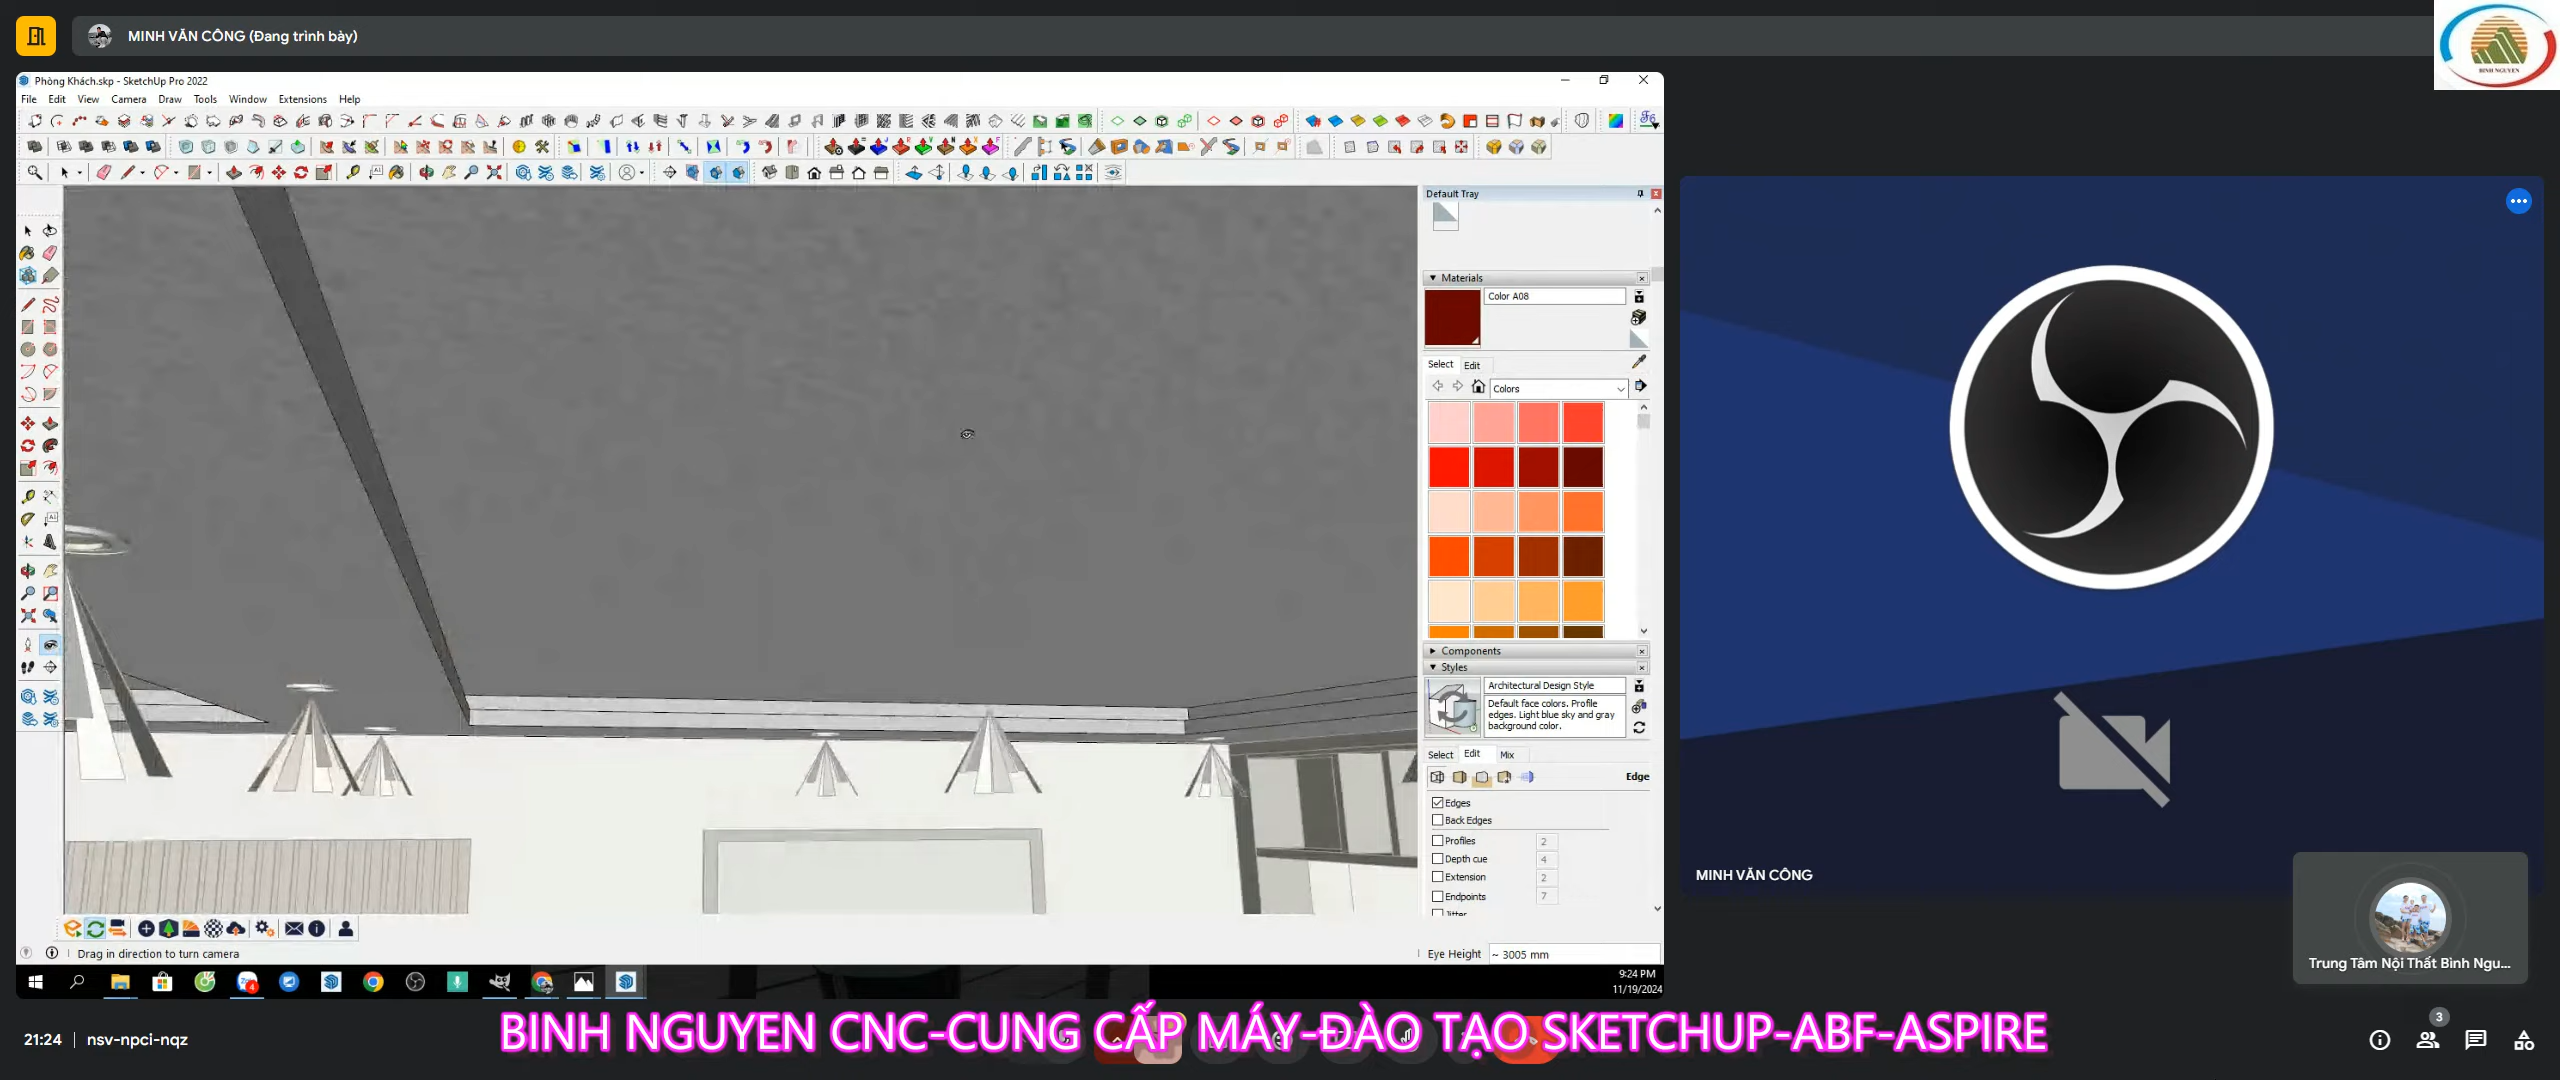 MINH VĂN CÔNG (Đang trình bày)
BINH NGUYEN
Phòng Khách.skp - SketchUp Pro 2022
File Edit View Camera Draw Tools Window Extensions Help
Default Tray
Materials
Color A08
Select Edit
Colors
Components
Styles
Architectural Design Style
Default face colors. Profile
edges. Light blue sky and gray
background color.
Select Edit Mix
Edge
Edges
Back Edges
Profiles 2
Depth cue 4
Extension 2
Endpoints 7
Jitter
Drag in direction to turn camera
Eye Height ~ 3005 mm
4
9:24 PM
11/19/2024
MINH VĂN CÔNG
Trung Tâm Nội Thất Bình Ngu...
BINH NGUYEN CNC-CUNG CẤP MÁY-ĐÀO TẠO SKETCHUP-ABF-ASPIRE
21:24 nsv-npci-nqz
3